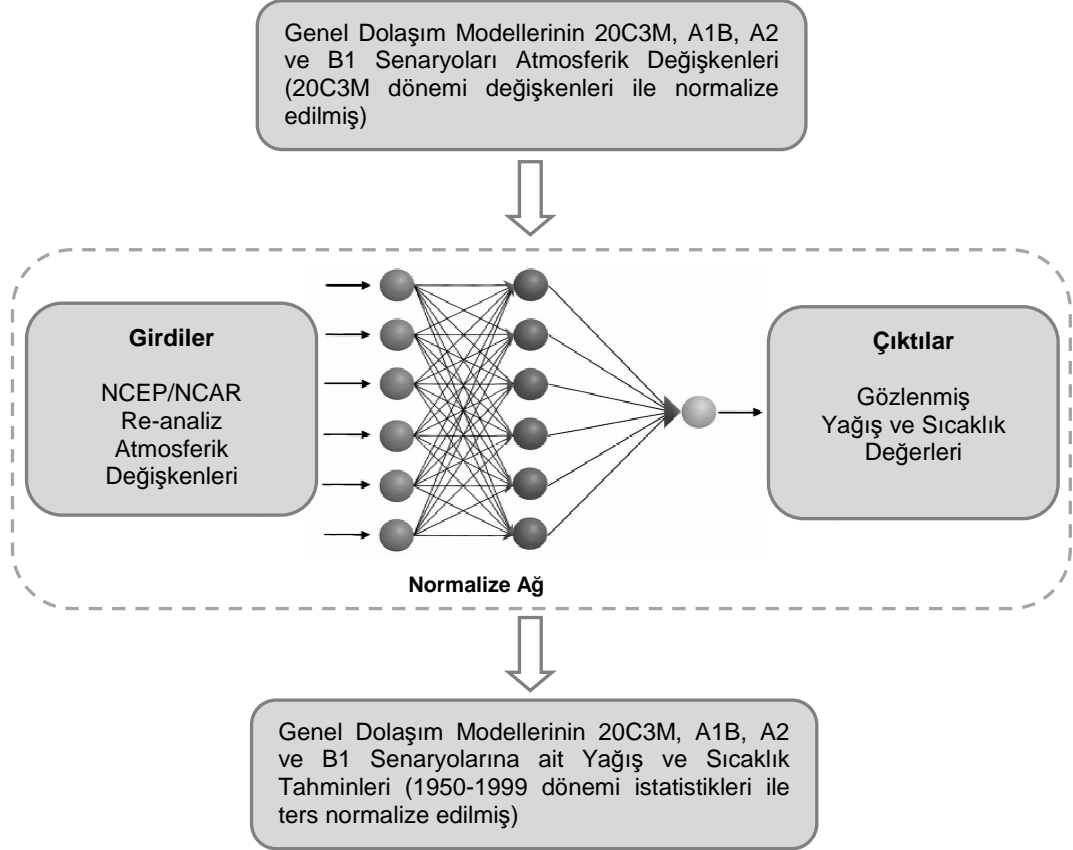 Genel Dolaşım Modellerinin 20C3M, A1B, A2
ve B1 Senaryoları Atmosferik Değişkenleri
(20C3M dönemi değişkenleri ile normalize
edilmiş)
Girdiler
NCEP/NCAR
Re-analiz
Atmosferik
Değişkenleri
Çıktılar
Gözlenmiş
Yağış ve Sıcaklık
Değerleri
Normalize Ağ
Genel Dolaşım Modellerinin 20C3M, A1B, A2
ve B1 Senaryolarına ait Yağış ve Sıcaklık
Tahminleri (1950-1999 dönemi istatistikleri ile
ters normalize edilmiş)